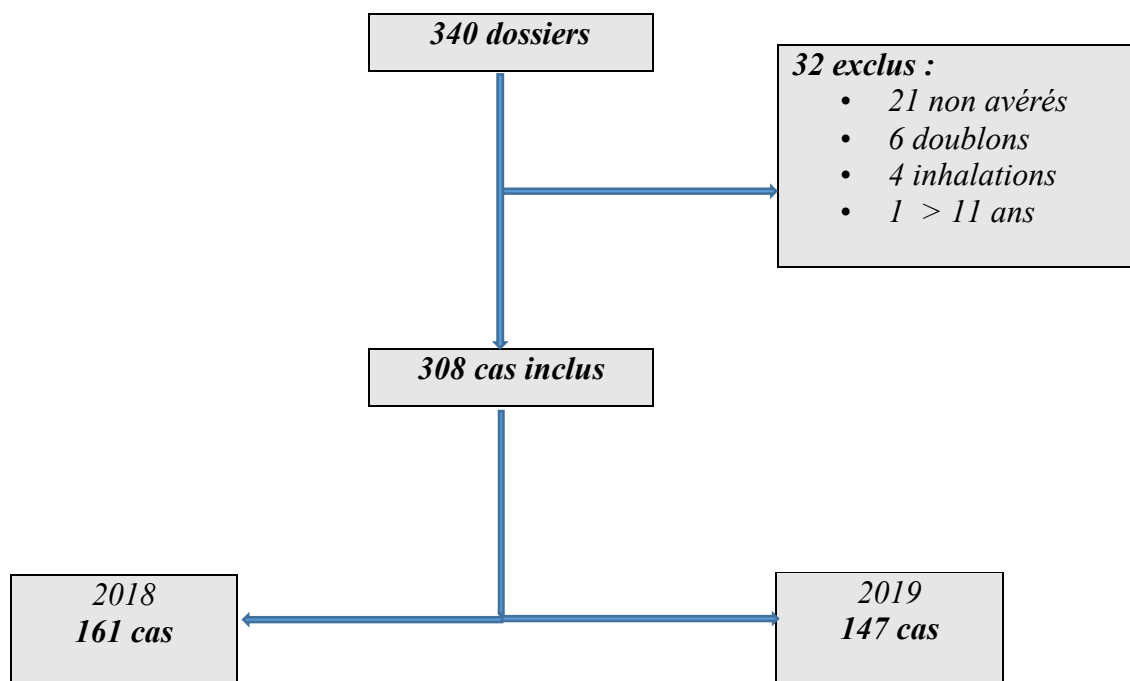 340 dossiers
32 exclus :
• 21 non avérés
• 6 doublons
• 4 inhalations
• 1 > 11 ans
308 cas inclus
2018
161 cas
2019
147 cas